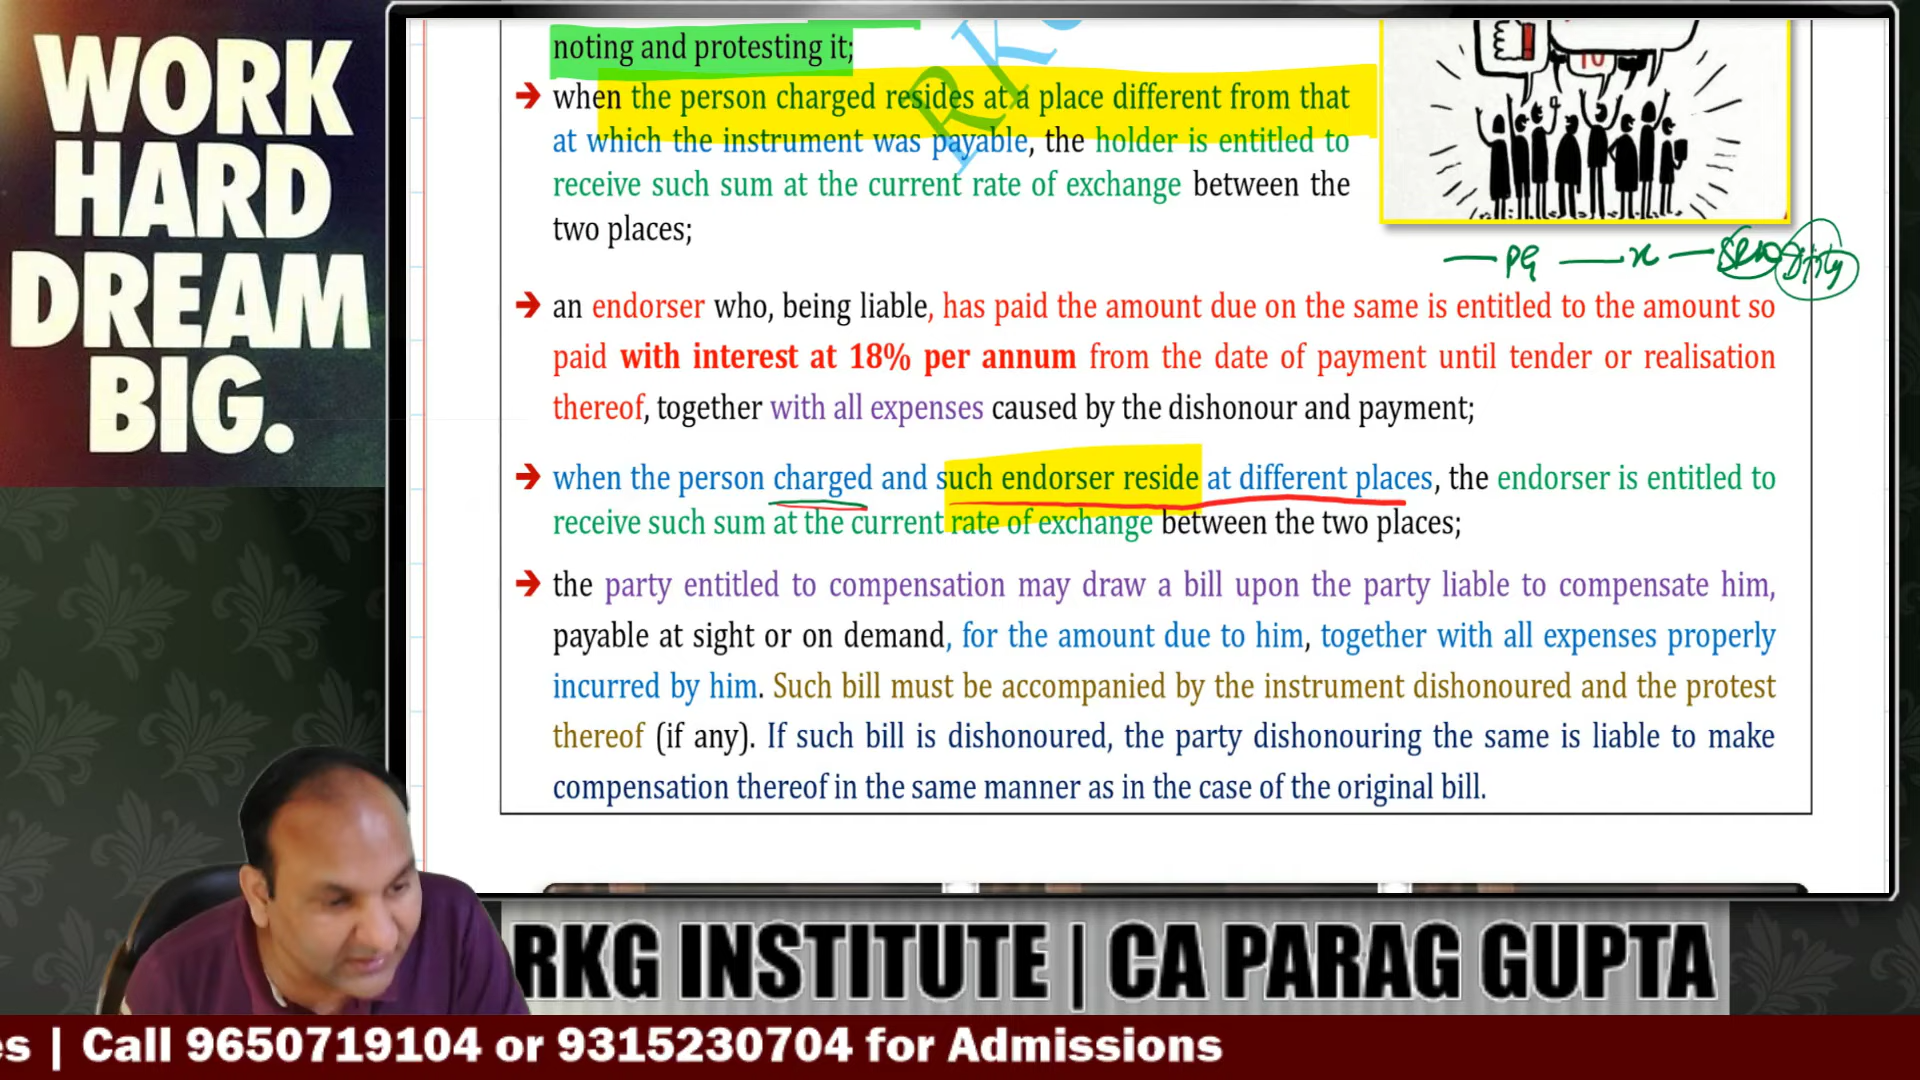 WORK
HARD
DREAM
BIG.
noting and protesting it;
RKG
when the person charged resides at a place different from that
at which the instrument was payable, the holder is entitled to
receive such sum at the current rate of exchange between the
two places;
10
PG x
an endorser who, being liable, has paid the amount due on the same is entitled to the amount so
paid with interest at 18% per annum from the date of payment until tender or realisation
thereof, together with all expenses caused by the dishonour and payment;
when the person charged and such endorser reside at different places, the endorser is entitled to
receive such sum at the current rate of exchange between the two places;
the party entitled to compensation may draw a bill upon the party liable to compensate him,
payable at sight or on demand, for the amount due to him, together with all expenses properly
incurred by him. Such bill must be accompanied by the instrument dishonoured and the protest
thereof (if any). If such bill is dishonoured, the party dishonouring the same is liable to make
compensation thereof in the same manner as in the case of the original bill.
RKG INSTITUTE | CA PARAG GUPTA
es | Call 9650719104 or 9315230704 for Admissions